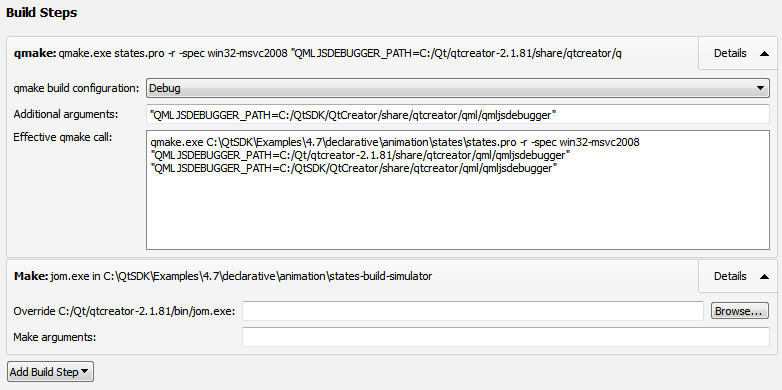 Build Steps
qmake: qmake.exe states.pro -r -spec win32-msvc2008 "QMLJSDEBUGGER_PATH=C:/Qt/qtcreator-2.1.81/share/qtcreator/q Details
qmake build configuration: Debug
Additional arguments: "QMLJSDEBUGGER_PATH=C:/QtSDK/QtCreator/share/qtcreator/qml/qmljsdebugger"
Effective qmake call: qmake.exe C:\QtSDK\Examples\4.7\declarative\animation\states\states.pro -r -spec win32-msvc2008
"QMLJSDEBUGGER_PATH=C:/Qt/qtcreator-2.1.81/share/qtcreator/qml/qmljsdebugger"
"QMLJSDEBUGGER_PATH=C:/QtSDK/QtCreator/share/qtcreator/qml/qmljsdebugger"
Make: jom.exe in C:\QtSDK\Examples\4.7\declarative\animation\states-build-simulator Details
Override C:/Qt/qtcreator-2.1.81/bin/jom.exe: Browse...
Make arguments:
Add Build Step